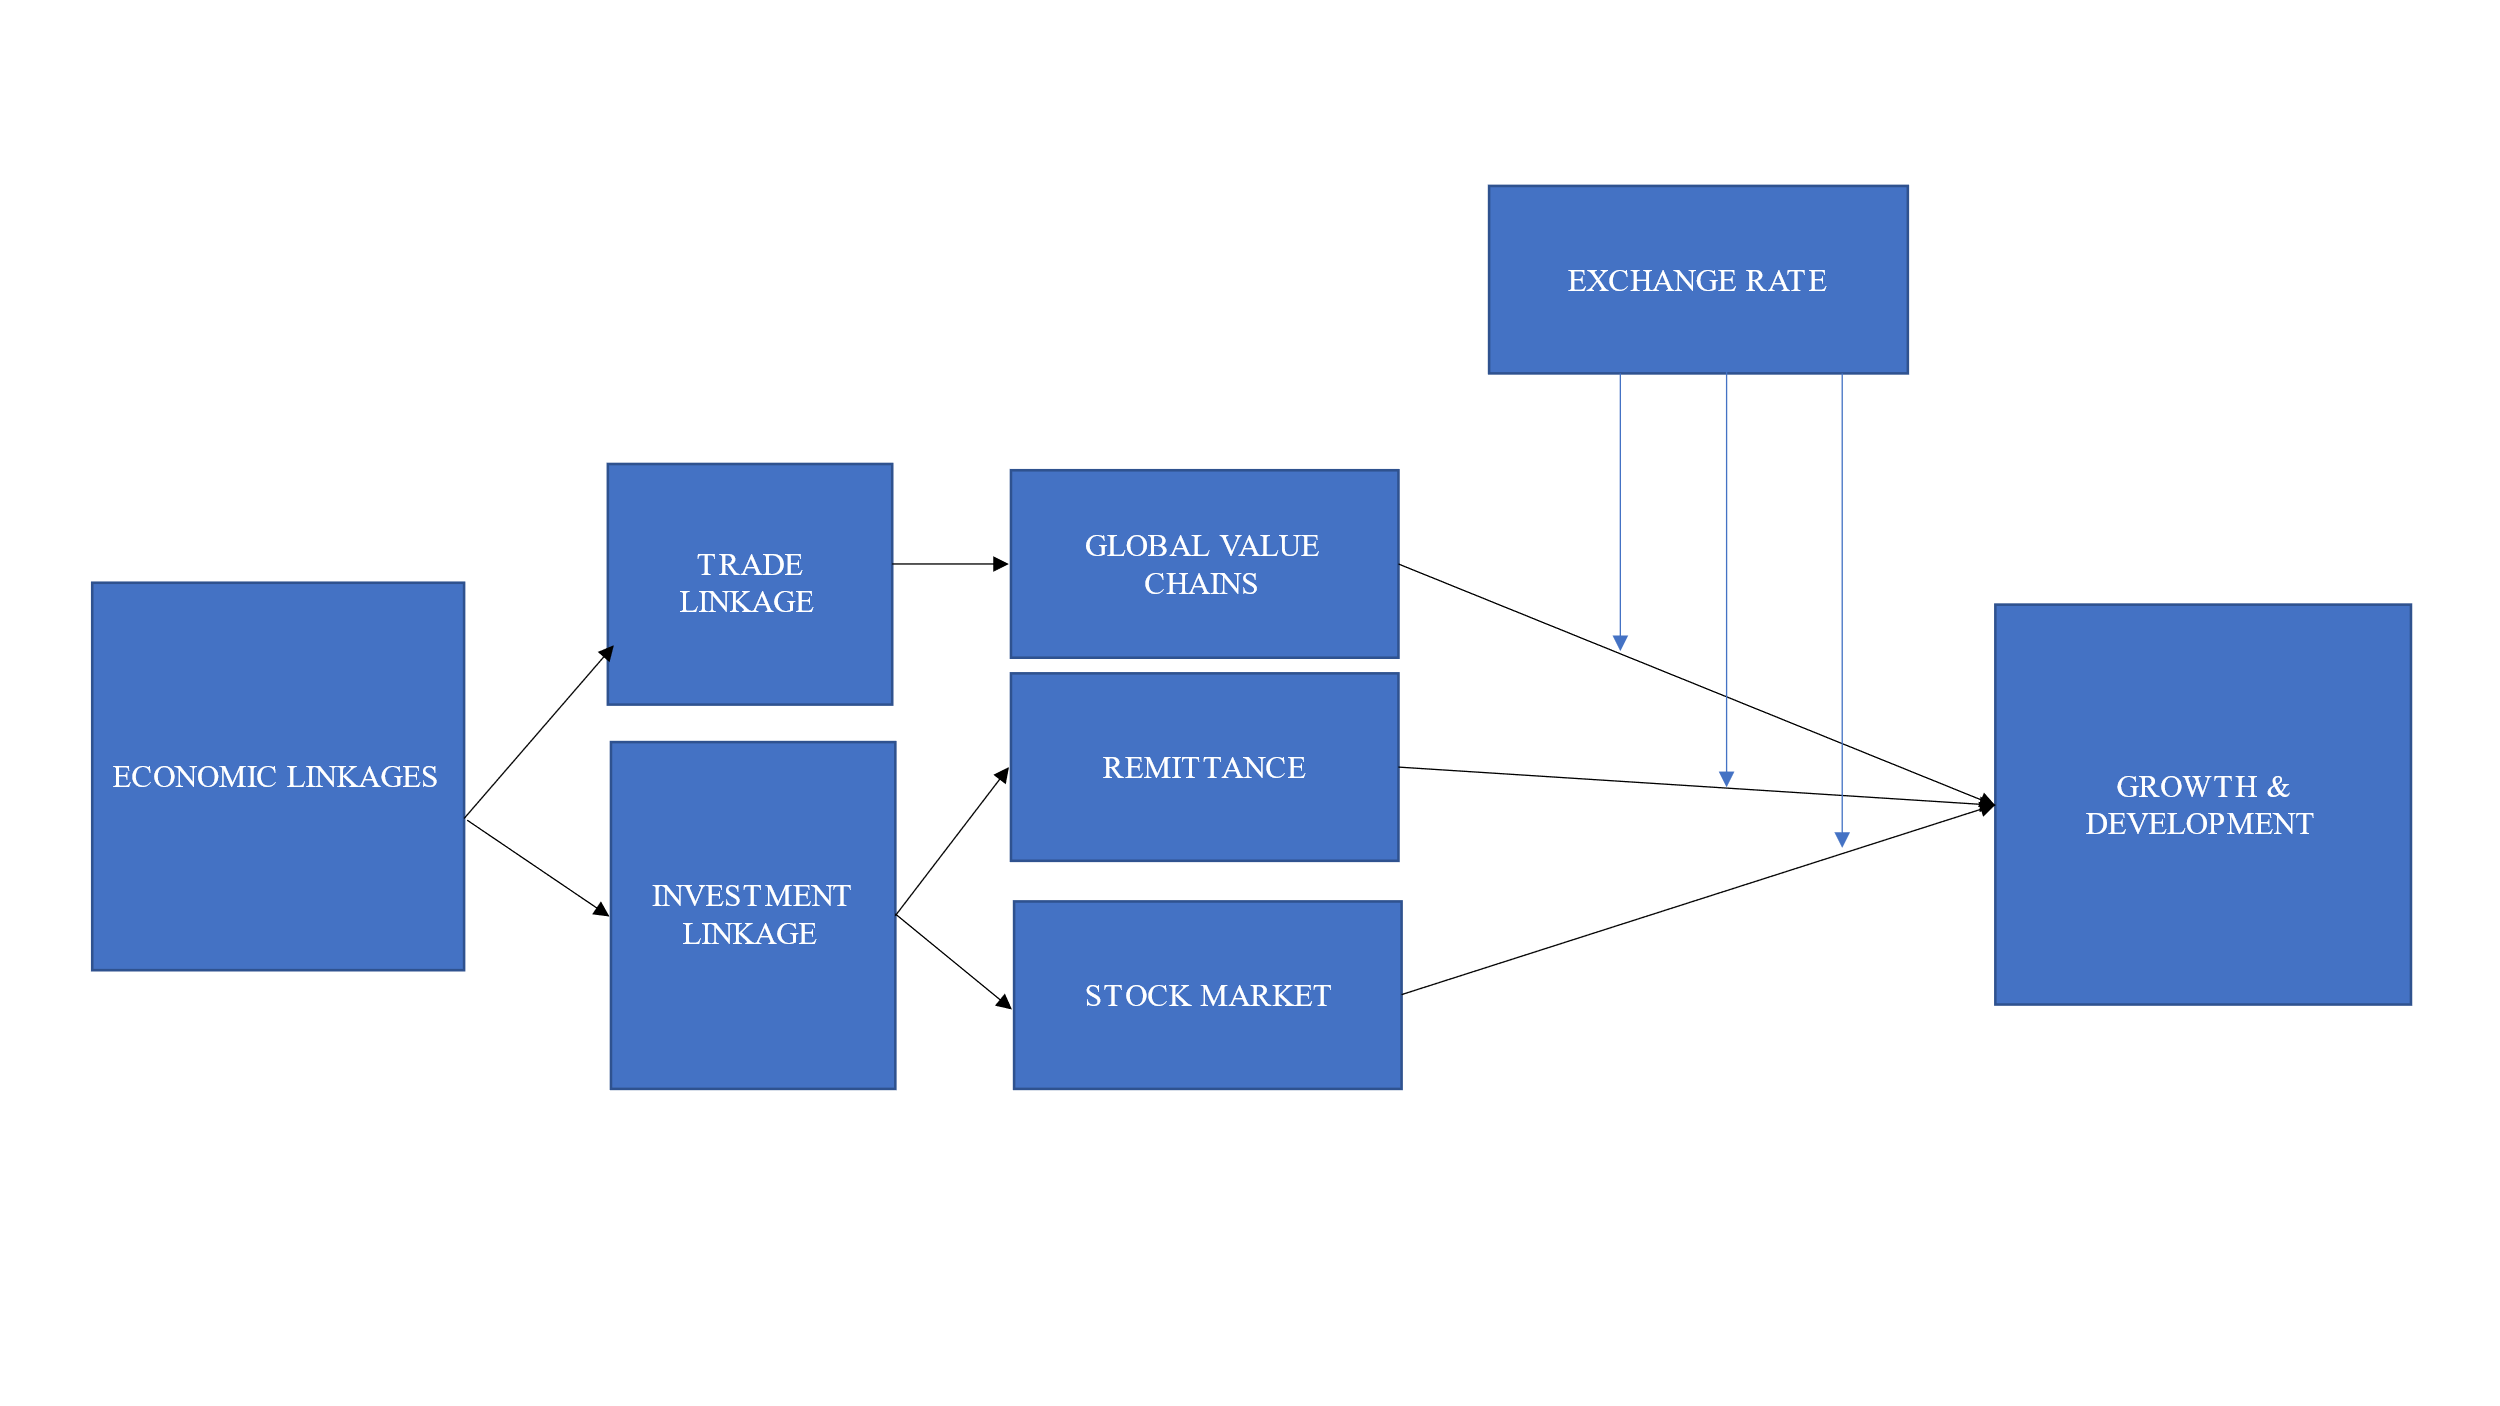 EXCHANGE RATE
TRADE
LINKAGE
GLOBAL VALUE
CHAINS
ECONOMIC LINKAGES
REMITTANCE
GROWTH &
DEVELOPMENT
INVESTMENT
LINKAGE
STOCK MARKET